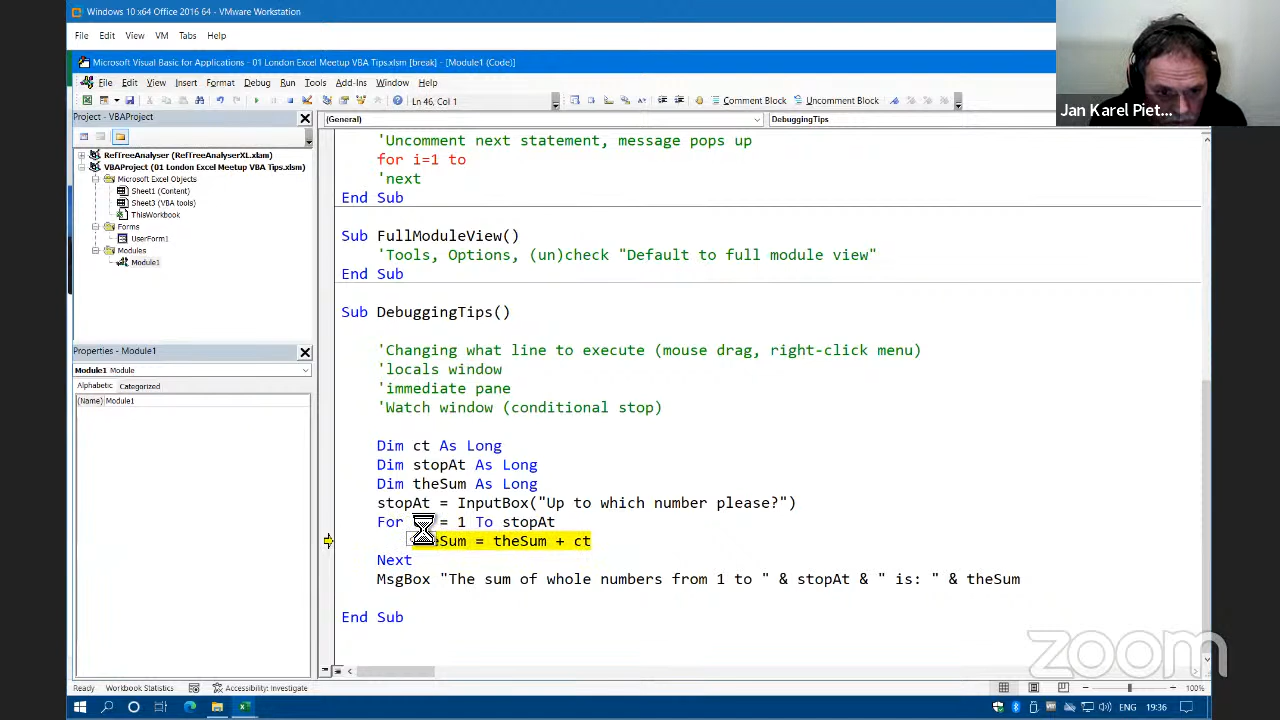 Windows 10 x64 Office 2016 64 - VMware Workstation
File Edit View VM Tabs Help
Microsoft Visual Basic for Applications - 01 London Excel Meetup VBA Tips.xlsm [break] - [Module1 (Code)]
File Edit View Insert Format Debug Run Tools Add-Ins Window Help
Ln 46, Col 1
Comment Block
Uncomment Block
Jan Karel Piet...
Project - VBAProject
(General)
DebuggingTips
RefTreeAnalyser (RefTreeAnalyserXL.xlam)
VBAProject (01 London Excel Meetup VBA Tips.xlsm)
Microsoft Excel Objects
Sheet1 (Content)
Sheet3 (VBA tools)
ThisWorkbook
Forms
UserForm1
Modules
Module1
Properties - Module1
Module1 Module
Alphabetic Categorized
(Name) Module1
'Uncomment next statement, message pops up
for i=1 to
'next
End Sub
Sub FullModuleView()
'Tools, Options, (un)check "Default to full module view"
End Sub
Sub DebuggingTips()
'Changing what line to execute (mouse drag, right-click menu)
'locals window
'immediate pane
'Watch window (conditional stop)
Dim ct As Long
Dim stopAt As Long
Dim theSum As Long
stopAt = InputBox("Up to which number please?")
For = 1 To stopAt
eSum = theSum + ct
Next
MsgBox "The sum of whole numbers from 1 to " & stopAt & " is: " & theSum
End Sub
zoom
Ready Workbook Statistics Accessibility: Investigate
100%
ENG 19:36